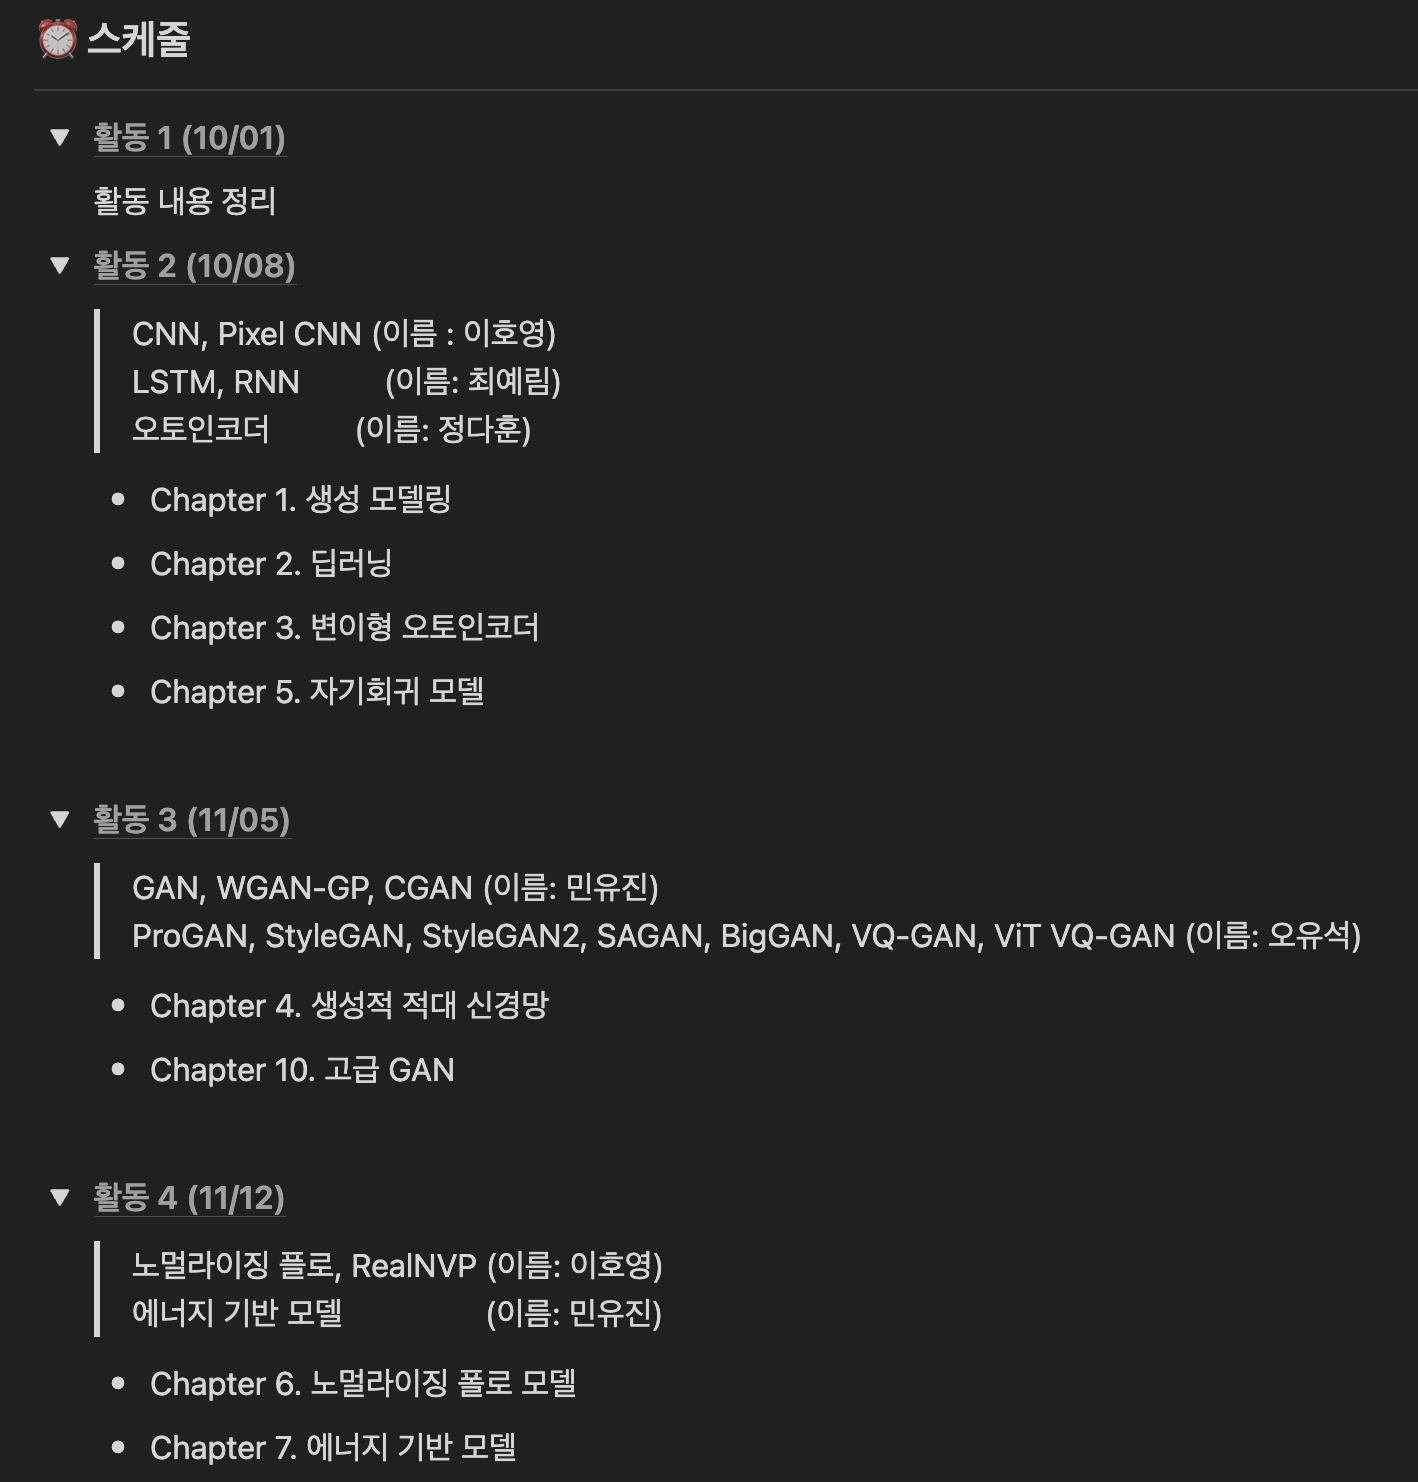 스케줄
활동 1 (10/01)
활동 내용 정리
활동 2 (10/08)
CNN, Pixel CNN (이름 : 이호영)
LSTM, RNN (이름: 최예림)
오토인코더 (이름: 정다훈)
Chapter 1. 생성 모델링
Chapter 2. 딥러닝
Chapter 3. 변이형 오토인코더
Chapter 5. 자기회귀 모델
활동 3 (11/05)
GAN, WGAN-GP, CGAN (이름: 민유진)
ProGAN, StyleGAN, StyleGAN2, SAGAN, BigGAN, VQ-GAN, ViT VQ-GAN (이름: 오유석)
Chapter 4. 생성적 적대 신경망
Chapter 10. 고급 GAN
활동 4 (11/12)
노멀라이징 플로, RealNVP (이름: 이호영)
에너지 기반 모델 (이름: 민유진)
Chapter 6. 노멀라이징 폴로 모델
Chapter 7. 에너지 기반 모델